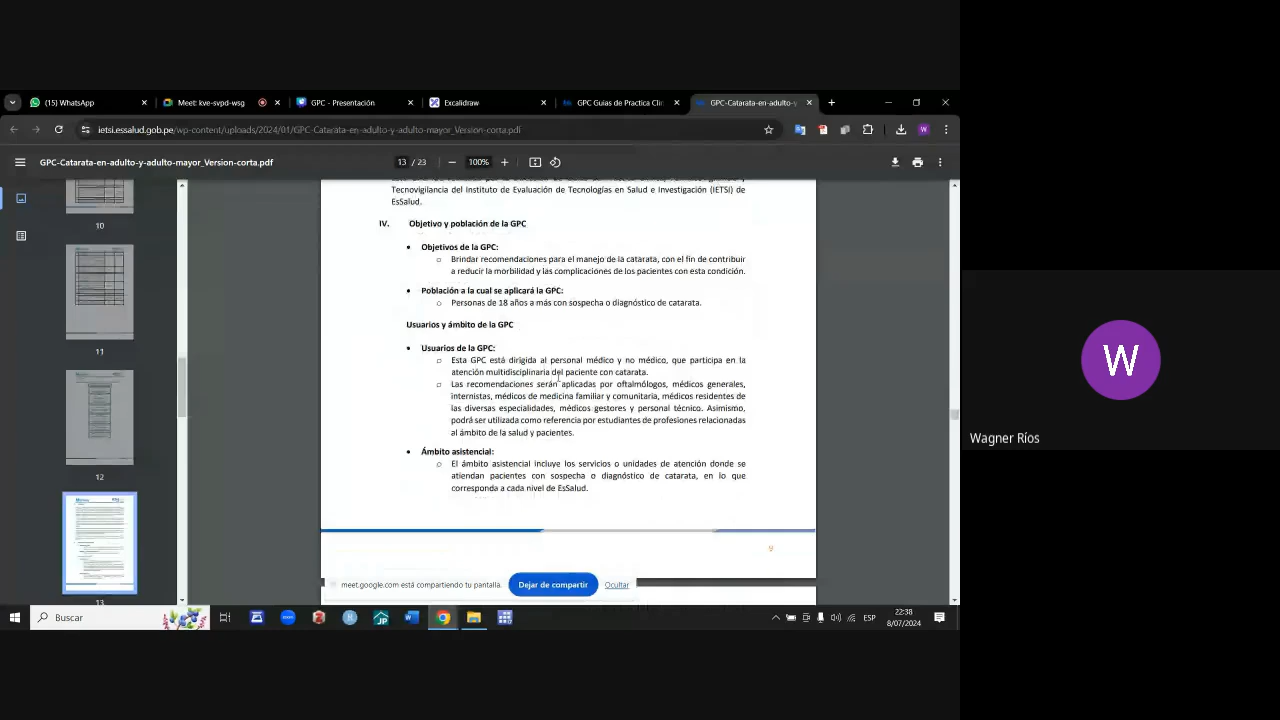 (15) WhatsApp
Meet: kve-svpd-wsg
GPC - Presentación
Excalidraw
GPC Guias de Practica Clín
GPC-Catarata-en-adulto-y
ietsi.essalud.gob.pe/wp-content/uploads/2024/01/GPC-Catarata-en-adulto-y-adulto-mayor_Version-corta.pdf
GPC-Catarata-en-adulto-y-adulto-mayor_Version-corta.pdf
13 / 23
100%
10
11
12
13
Tecnovigilancia del Instituto de Evaluación de Tecnologías en Salud e Investigación (IETSI) de
EsSalud.
IV. Objetivo y población de la GPC
• Objetivos de la GPC:
o Brindar recomendaciones para el manejo de la catarata, con el fin de contribuir
a reducir la morbilidad y las complicaciones de los pacientes con esta condición.
• Población a la cual se aplicará la GPC:
o Personas de 18 años a más con sospecha o diagnóstico de catarata.
Usuarios y ámbito de la GPC
• Usuarios de la GPC:
o Esta GPC está dirigida al personal médico y no médico, que participa en la
atención multidisciplinaria del paciente con catarata.
o Las recomendaciones serán aplicadas por oftalmólogos, médicos generales,
internistas, médicos de medicina familiar y comunitaria, médicos residentes de
las diversas especialidades, médicos gestores y personal técnico. Asimismo,
podrá ser utilizada como referencia por estudiantes de profesiones relacionadas
al ámbito de la salud y pacientes.
• Ámbito asistencial:
o El ámbito asistencial incluye los servicios o unidades de atención donde se
atiendan pacientes con sospecha o diagnóstico de catarata, en lo que
corresponda a cada nivel de EsSalud.
9
meet.google.com está compartiendo tu pantalla.
Dejar de compartir
Ocultar
Buscar
ESP
22:38
8/07/2024
W
Wagner Ríos